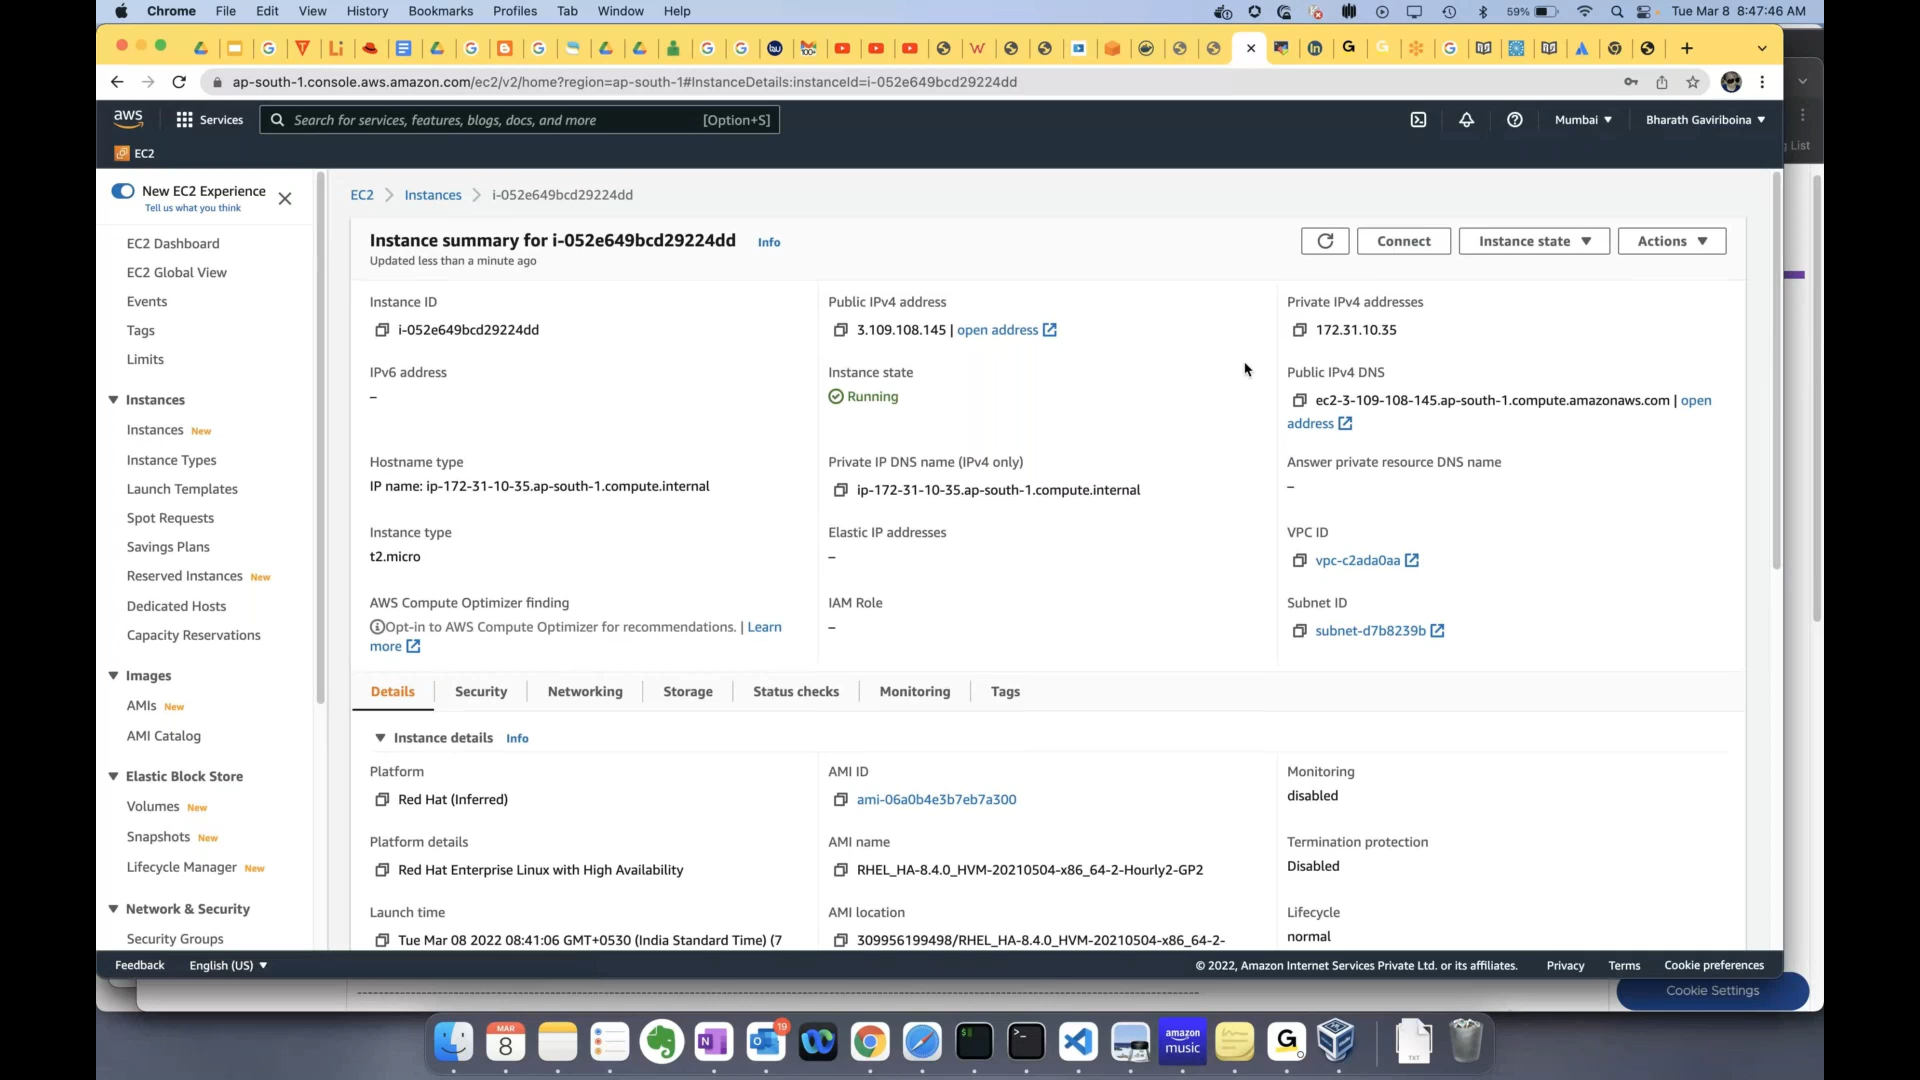 Chrome File Edit View History Bookmarks Profiles Tab Window Help 59% Tue Mar 8 8:47:46 AM
ap-south-1.console.aws.amazon.com/ec2/v2/home?region=ap-south-1#InstanceDetails:instanceId=i-052e649bcd29224dd
aws Services Search for services, features, blogs, docs, and more [Option+S] Mumbai ▼ Bharath Gaviriboina ▼
EC2
List
New EC2 Experience
Tell us what you think
EC2 Dashboard
EC2 Global View
Events
Tags
Limits
Instances
Instances New
Instance Types
Launch Templates
Spot Requests
Savings Plans
Reserved Instances New
Dedicated Hosts
Capacity Reservations
Images
AMIs New
AMI Catalog
Elastic Block Store
Volumes New
Snapshots New
Lifecycle Manager New
Network & Security
Security Groups
EC2 > Instances > i-052e649bcd29224dd
Instance summary for i-052e649bcd29224dd Info
Updated less than a minute ago
Connect Instance state ▼ Actions ▼
Instance ID
i-052e649bcd29224dd
Public IPv4 address
3.109.108.145 | open address
Private IPv4 addresses
172.31.10.35
IPv6 address
–
Instance state
Running
Public IPv4 DNS
ec2-3-109-108-145.ap-south-1.compute.amazonaws.com | open
address
Hostname type
IP name: ip-172-31-10-35.ap-south-1.compute.internal
Private IP DNS name (IPv4 only)
ip-172-31-10-35.ap-south-1.compute.internal
Answer private resource DNS name
–
Instance type
t2.micro
Elastic IP addresses
–
VPC ID
vpc-c2ada0aa
AWS Compute Optimizer finding
Opt-in to AWS Compute Optimizer for recommendations. | Learn
more
IAM Role
–
Subnet ID
subnet-d7b8239b
Details Security Networking Storage Status checks Monitoring Tags
Instance details Info
Platform
Red Hat (Inferred)
AMI ID
ami-06a0b4e3b7eb7a300
Monitoring
disabled
Platform details
Red Hat Enterprise Linux with High Availability
AMI name
RHEL_HA-8.4.0_HVM-20210504-x86_64-2-Hourly2-GP2
Termination protection
Disabled
Launch time
Tue Mar 08 2022 08:41:06 GMT+0530 (India Standard Time) (7
AMI location
309956199498/RHEL_HA-8.4.0_HVM-20210504-x86_64-2-
Lifecycle
normal
Feedback English (US) ▼ © 2022, Amazon Internet Services Private Ltd. or its affiliates. Privacy Terms Cookie preferences
Cookie Settings
MAR
8
19
amazon
music
TXT